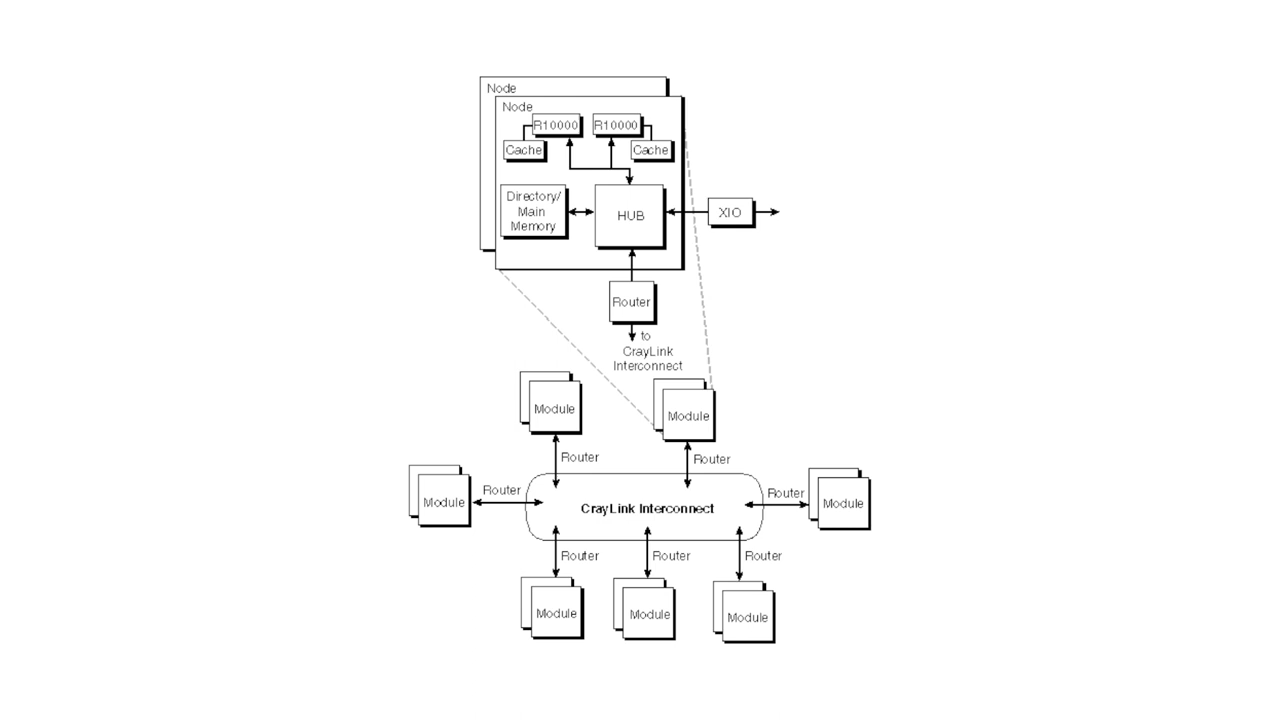 Node
Node
R10000
R10000
Cache
Cache
Directory/
Main
Memory
HUB
XIO
Router
to
CrayLink
Interconnect
Module
Module
Router
Router
Module
Router
Router
Module
CrayLink Interconnect
Router
Router
Router
Module
Module
Module